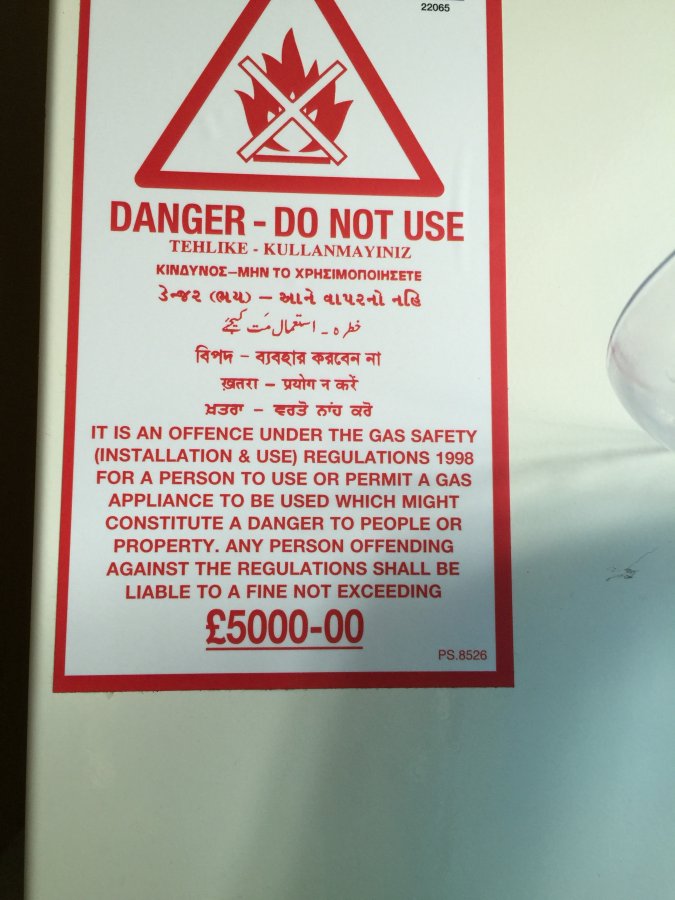 22065
DANGER - DO NOT USE
TEHLIKE - KULLANMAYINIZ
ΚΙΝΔΥΝΟΣ–ΜΗΝ ΤΟ ΧΡΗΣΙΜΟΠΟΙΗΣΕΤΕ
ડેન્જર (ભય) – આને વાપરનો નહિ
خطرہ ۔ استعمال مَت کیجئے
বিপদ – ব্যবহার করবেন না
ख़तरा – प्रयोग न करें
ਖ਼ਤਰਾ – ਵਰਤੋ ਨਾਂਹ ਕਰੋ
IT IS AN OFFENCE UNDER THE GAS SAFETY
(INSTALLATION & USE) REGULATIONS 1998
FOR A PERSON TO USE OR PERMIT A GAS
APPLIANCE TO BE USED WHICH MIGHT
CONSTITUTE A DANGER TO PEOPLE OR
PROPERTY. ANY PERSON OFFENDING
AGAINST THE REGULATIONS SHALL BE
LIABLE TO A FINE NOT EXCEEDING
£5000-00
PS.8526